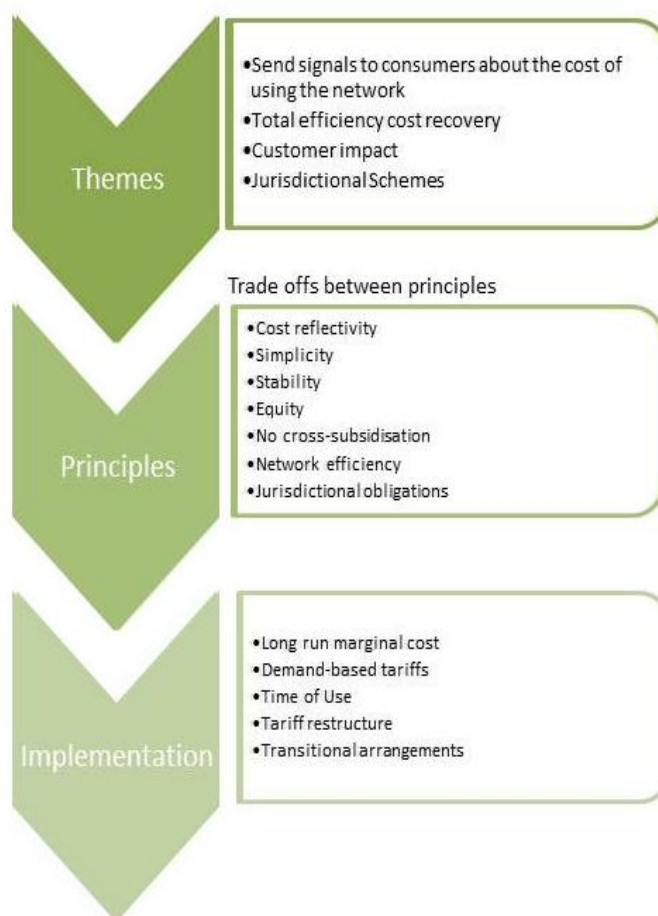 Themes
•Send signals to consumers about the cost of
using the network
•Total efficiency cost recovery
•Customer impact
•Jurisdictional Schemes
Trade offs between principles
Principles
•Cost reflectivity
•Simplicity
•Stability
•Equity
•No cross-subsidisation
•Network efficiency
•Jurisdictional obligations
Implementation
•Long run marginal cost
•Demand-based tariffs
•Time of Use
•Tariff restructure
•Transitional arrangements